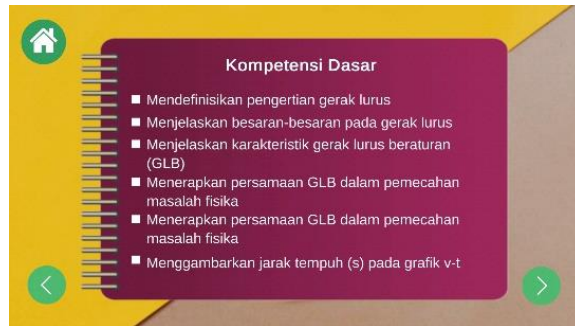 Kompetensi Dasar
Mendefinisikan pengertian gerak lurus
Menjelaskan besaran-besaran pada gerak lurus
Menjelaskan karakteristik gerak lurus beraturan
(GLB)
Menerapkan persamaan GLB dalam pemecahan
masalah fisika
Menerapkan persamaan GLB dalam pemecahan
masalah fisika
Menggambarkan jarak tempuh (s) pada grafik v-t